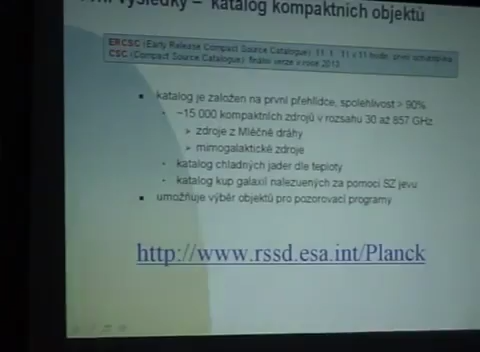 výsledky – katalog kompaktních objektů
ERCSC (Early Release Compact Source Catalogue) 11. 1. 11 v 11 hodin, první
CSC (Compact Source Catalogue) finální verze v roce 2013
katalog je založen na první přehlídce, spolehlivost > 90%
~15 000 kompaktních zdrojů v rozsahu 30 až 857 GHz
zdroje z Mléčné dráhy
mimogalaktické zdroje
katalog chladných jader dle teploty
katalog kup galaxií nalezuených za pomoci SZ jevu
umožňuje výběr objektů pro pozorovací programy
http://www.rssd.esa.int/Planck